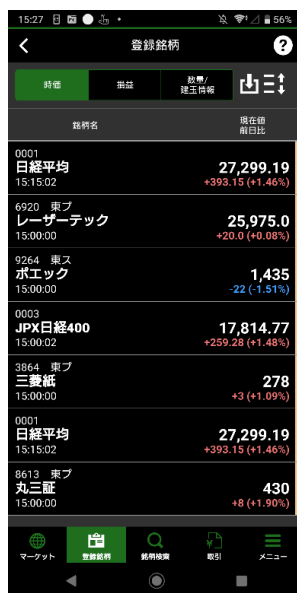 15:27
56%
登録銘柄
時価
損益
数量/
建玉情報
銘柄名
現在値
前日比
0001
日経平均
27,299.19
15:15:02
+393.15 (+1.46%)
6920 東プ
レーザーテック
25,975.0
15:00:00
+20.0 (+0.08%)
9264 東ス
ポエック
1,435
15:00:00
-22 (-1.51%)
0003
JPX日経400
17,814.77
15:00:02
+259.28 (+1.48%)
3864 東プ
三菱紙
278
15:00:00
+3 (+1.09%)
0001
日経平均
27,299.19
15:15:02
+393.15 (+1.46%)
8613 東プ
丸三証
430
15:00:00
+8 (+1.90%)
マーケット
登録銘柄
銘柄検索
取引
メニュー